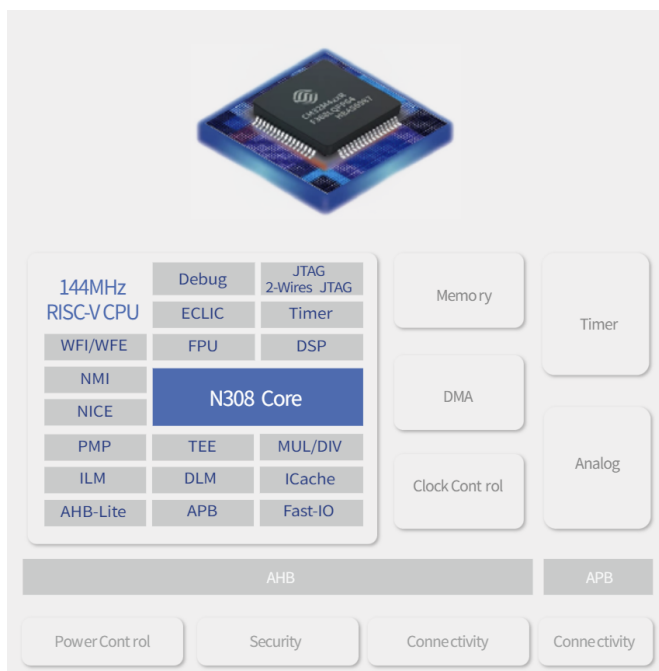 CM32M4xxR
144MHz
RISC-V CPU
Debug
JTAG
2-Wires JTAG
ECLIC
Timer
WFI/WFE
FPU
DSP
NMI
NICE
N308 Core
PMP
TEE
MUL/DIV
ILM
DLM
ICache
AHB-Lite
APB
Fast-IO
Memory
Timer
DMA
Analog
Clock Control
AHB
APB
Power Control
Security
Connectivity
Connectivity